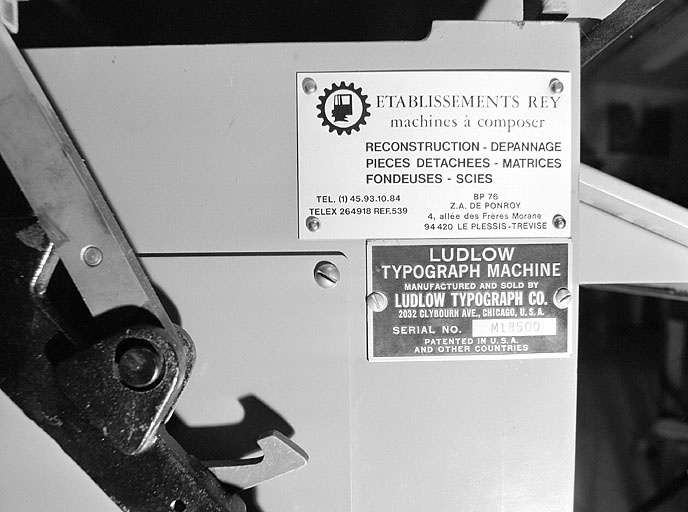 ETABLISSEMENTS REY
machines à composer
RECONSTRUCTION - DEPANNAGE
PIECES DETACHEES - MATRICES
FONDEUSES - SCIES
TEL. (1) 45.93.10.84
TELEX 264918 REF.539
BP 76
Z.A. DE PONROY
4, allée des Frères Morane
94 420 LE PLESSIS-TREVISE
LUDLOW
TYPOGRAPH MACHINE
MANUFACTURED AND SOLD BY
LUDLOW TYPOGRAPH CO.
2032 CLYBOURN AVE., CHICAGO, U.S.A.
SERIAL NO. M18500
PATENTED IN U.S.A.
AND OTHER COUNTRIES